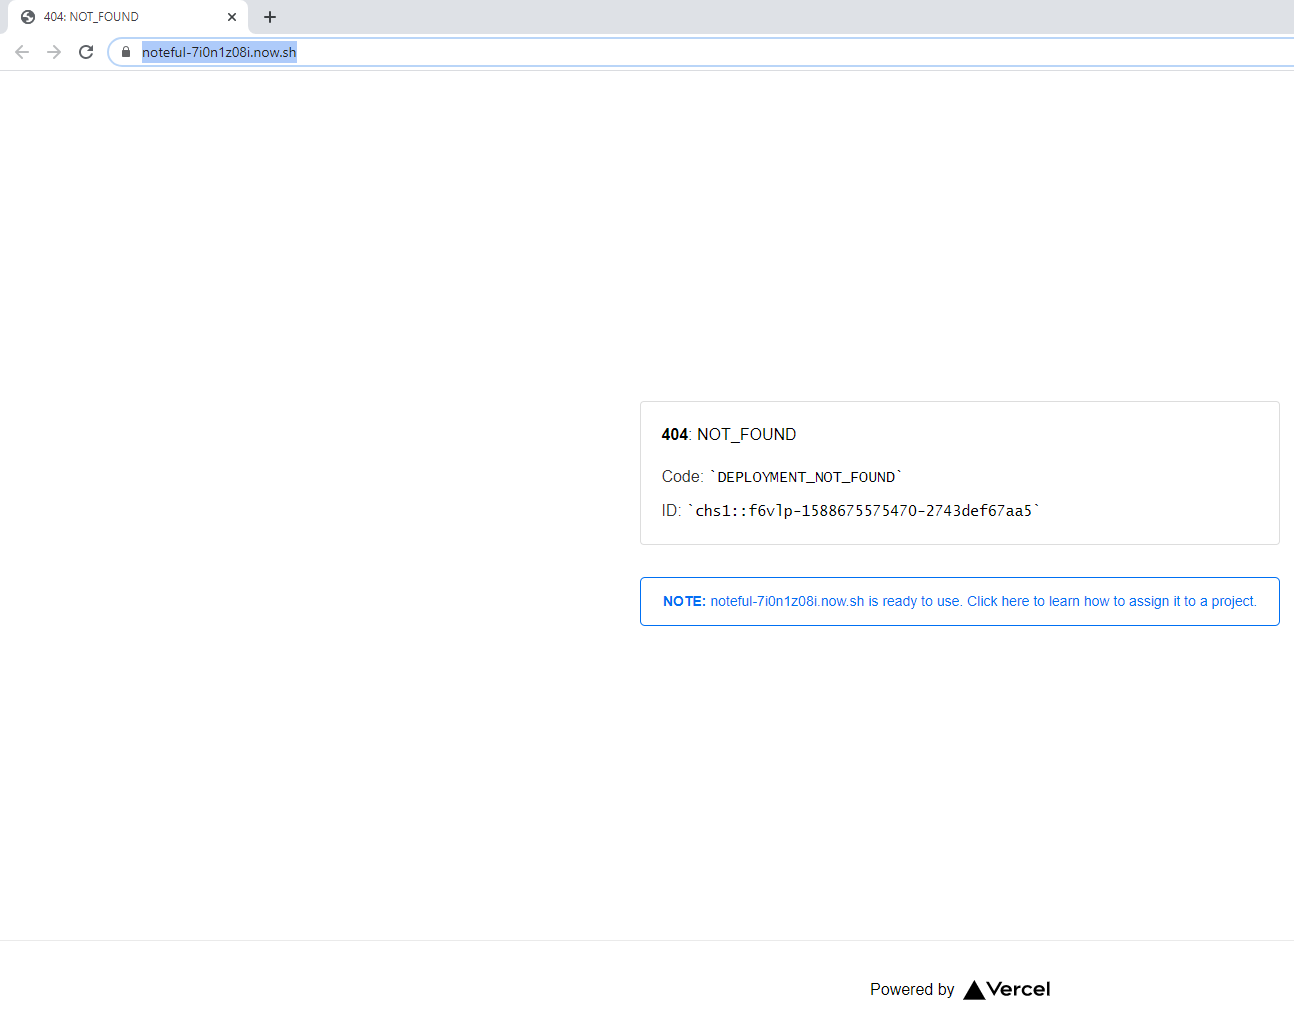 404: NOT_FOUND
noteful-7i0n1z08i.now.sh
404: NOT_FOUND
Code: `DEPLOYMENT_NOT_FOUND`
ID: `chs1::f6vlp-1588675575470-2743def67aa5`
NOTE: noteful-7i0n1z08i.now.sh is ready to use. Click here to learn how to assign it to a project.
Powered by Vercel